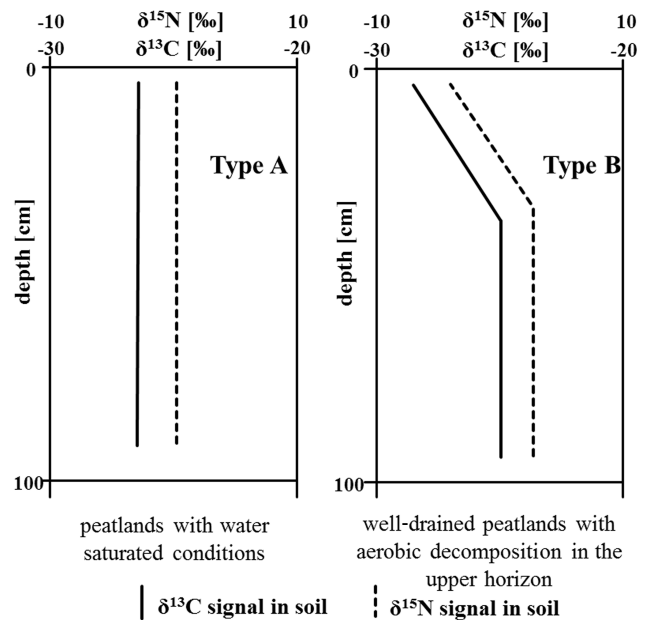 -10 δ¹⁵N [‰] 10
-30 δ¹³C [‰] -20
0
Type A
depth [cm]
100
peatlands with water
saturated conditions
-10 δ¹⁵N [‰] 10
-30 δ¹³C [‰] -20
0
Type B
depth [cm]
100
well-drained peatlands with
aerobic decomposition in the
upper horizon
δ¹³C signal in soil
δ¹⁵N signal in soil